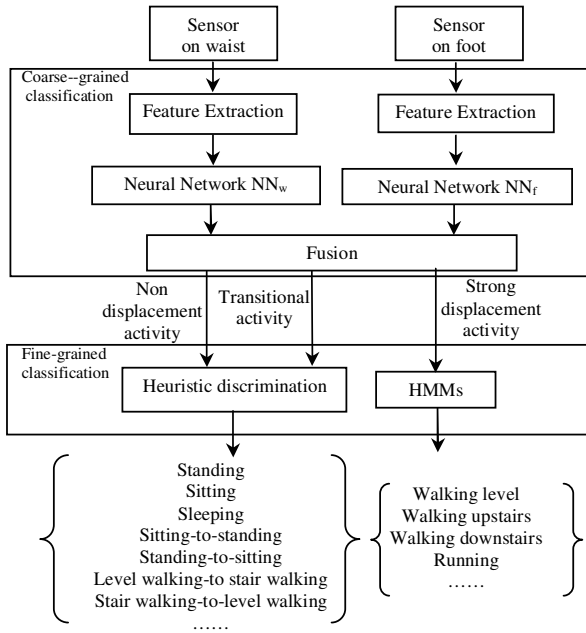 Sensor
on waist
Sensor
on foot
Coarse--grained
classification
Feature Extraction
Feature Extraction
Neural Network NNw
Neural Network NNf
Fusion
Non
displacement
activity
Transitional
activity
Strong
displacement
activity
Fine-grained
classification
Heuristic discrimination
HMMs
Standing
Sitting
Sleeping
Sitting-to-standing
Standing-to-sitting
Level walking-to stair walking
Stair walking-to-level walking
……
Walking level
Walking upstairs
Walking downstairs
Running
……